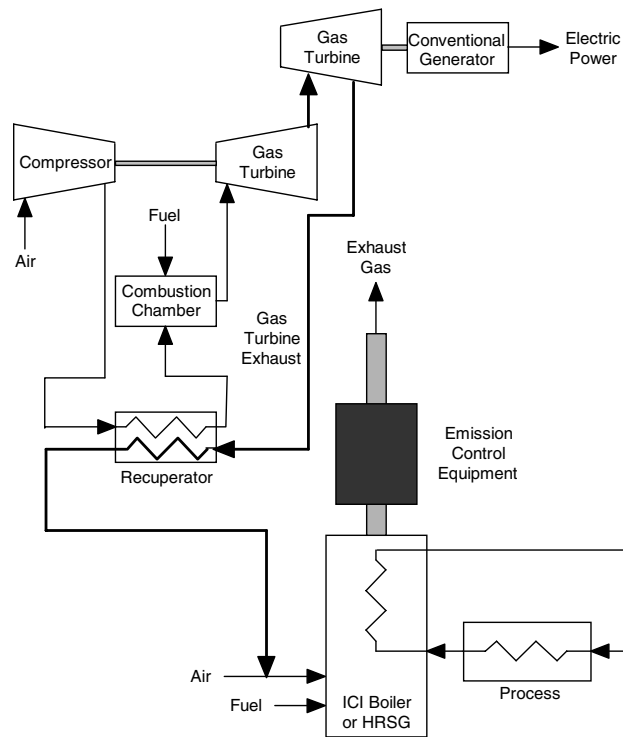 Gas
Turbine
Conventional
Generator
Electric
Power
Compressor
Gas
Turbine
Air
Fuel
Combustion
Chamber
Gas
Turbine
Exhaust
Exhaust
Gas
Recuperator
Emission
Control
Equipment
Air
Fuel
ICI Boiler
or HRSG
Process